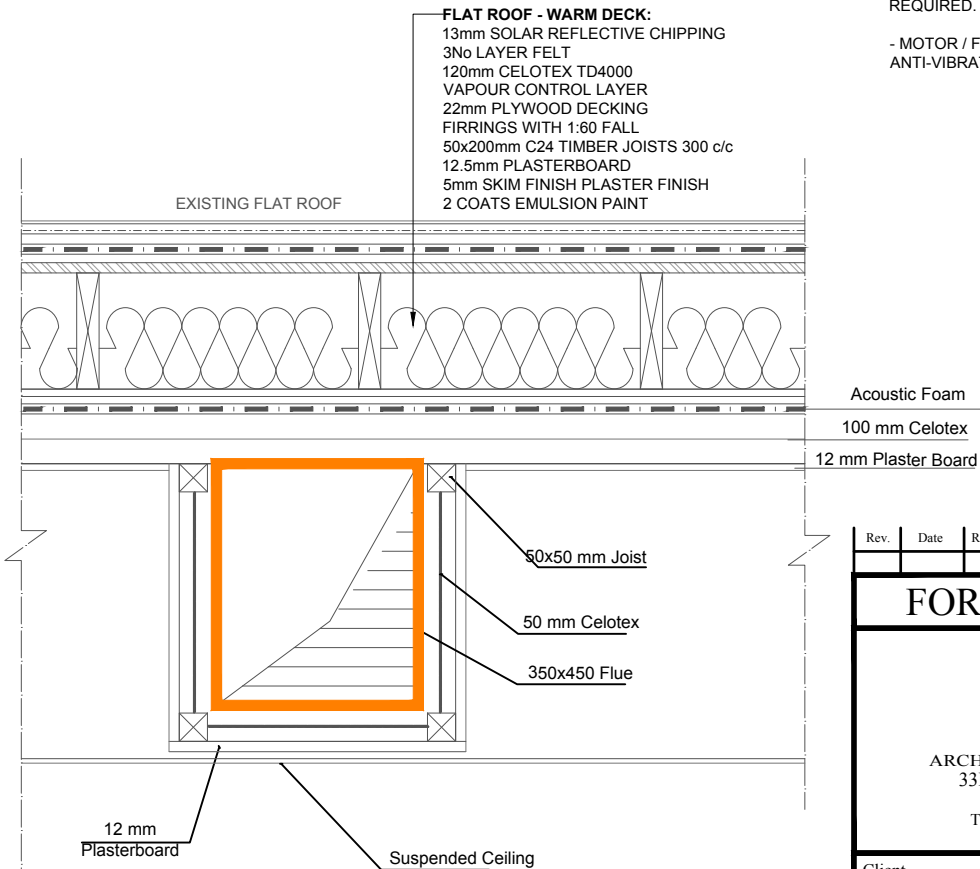 FLAT ROOF - WARM DECK:
13mm SOLAR REFLECTIVE CHIPPING
3No LAYER FELT
120mm CELOTEX TD4000
VAPOUR CONTROL LAYER
22mm PLYWOOD DECKING
FIRRINGS WITH 1:60 FALL
50x200mm C24 TIMBER JOISTS 300 c/c
12.5mm PLASTERBOARD
5mm SKIM FINISH PLASTER FINISH
2 COATS EMULSION PAINT
REQUIRED.
- MOTOR / F
ANTI-VIBRAT
EXISTING FLAT ROOF
Acoustic Foam
100 mm Celotex
12 mm Plaster Board
50x50 mm Joist
50 mm Celotex
350x450 Flue
12 mm
Plasterboard
Suspended Ceiling
Rev. Date R
FOR
ARCH
33
T
Client